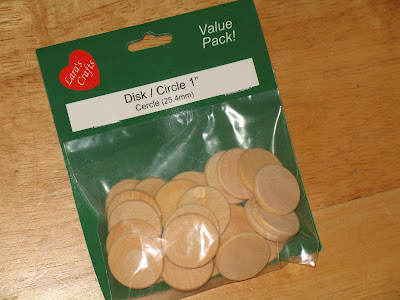 Lara's
Crafts
Value
Pack!
Disk / Circle 1"
Cercle (25.4mm)